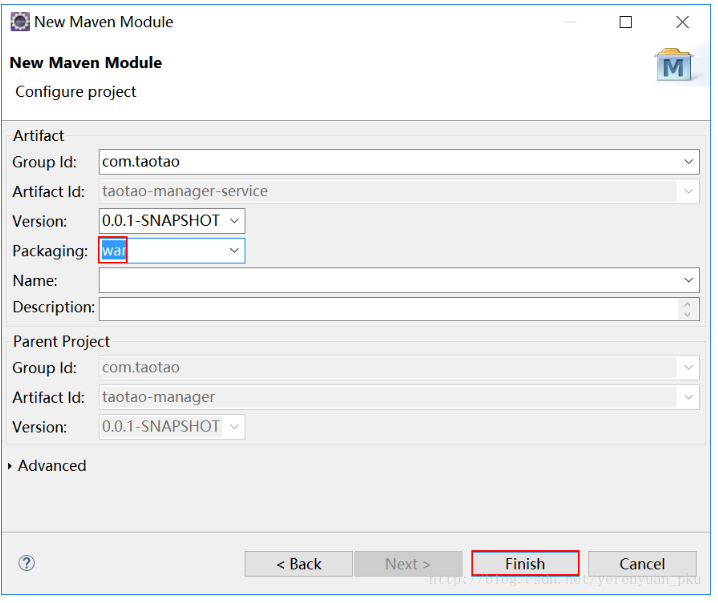 New Maven Module
New Maven Module
Configure project
M
Artifact
Group Id: com.taotao
Artifact Id: taotao-manager-service
Version: 0.0.1-SNAPSHOT
Packaging: war
Name:
Description:
Parent Project
Group Id: com.taotao
Artifact Id: taotao-manager
Version: 0.0.1-SNAPSHOT
Advanced
? < Back Next > Finish Cancel
http://blog.csdn.net/yerenyuan_pku